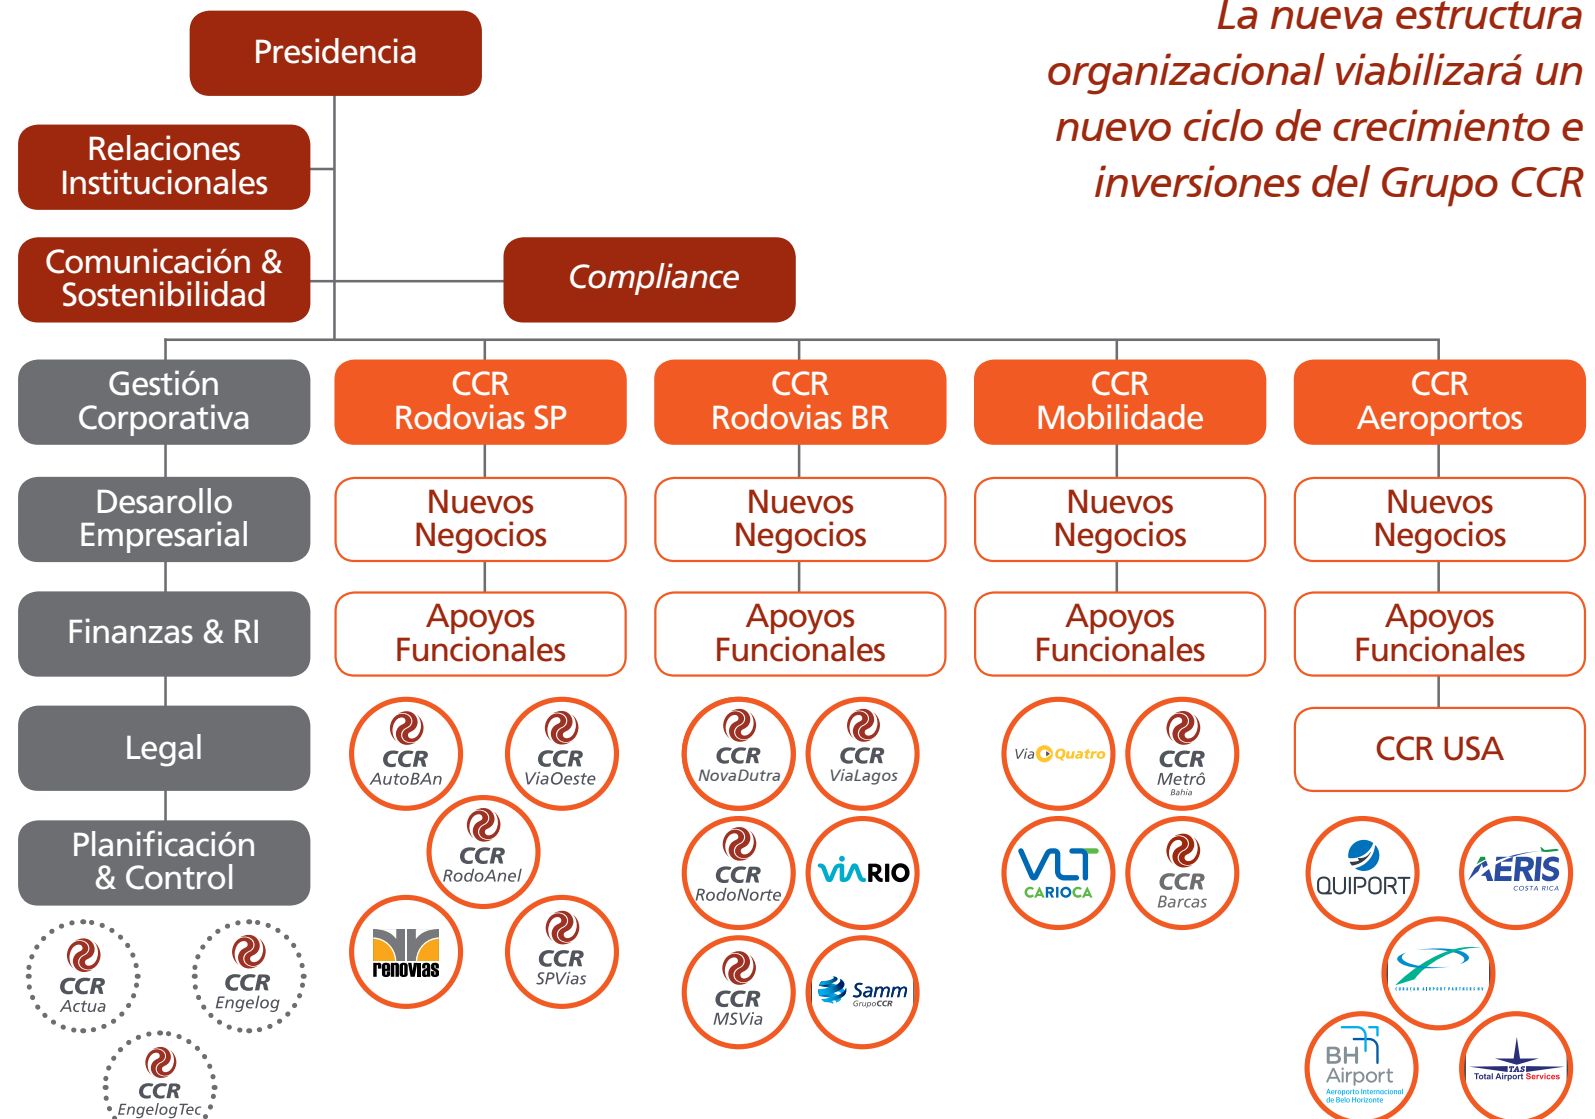 La nueva estructura
organizacional viabilizará un
nuevo ciclo de crecimiento e
inversiones del Grupo CCR
Presidencia
Relaciones
Institucionales
Comunicación &
Sostenibilidad
Compliance
Gestión
Corporativa
Desarollo
Empresarial
Finanzas & RI
Legal
Planificación
& Control
CCR
Actua
CCR
Engelog
CCR
EngelogTec
CCR
Rodovias SP
Nuevos
Negocios
Apoyos
Funcionales
CCR
AutoBAn
CCR
ViaOeste
CCR
RodoAnel
renovias
CCR
SPVias
CCR
Rodovias BR
Nuevos
Negocios
Apoyos
Funcionales
CCR
NovaDutra
CCR
ViaLagos
CCR
RodoNorte
viARIO
CCR
MSVia
Samm
GrupoCCR
CCR
Mobilidade
Nuevos
Negocios
Apoyos
Funcionales
ViaQuatro
CCR
Metrô
Bahia
VLT
CARIOCA
CCR
Barcas
CCR
Aeroportos
Nuevos
Negocios
Apoyos
Funcionales
CCR USA
QUIPORT
AERIS
COSTA RICA
CURAÇAO AIRPORT PARTNERS NV
BH
Airport
Aeroporto Internacional
de Belo Horizonte
TAS
Total Airport Services